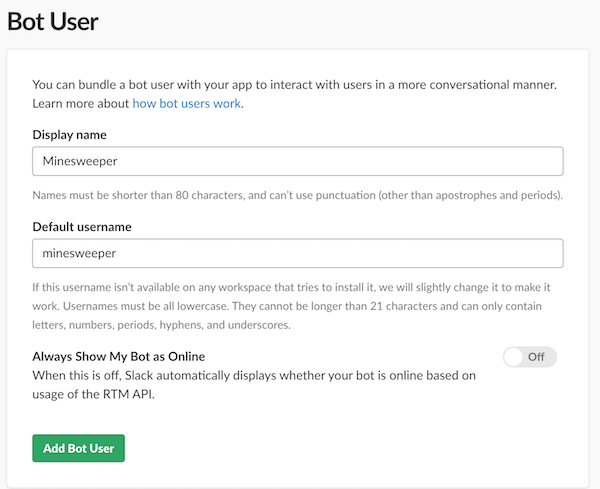 Bot User
You can bundle a bot user with your app to interact with users in a more conversational manner.
Learn more about how bot users work.
Display name
Minesweeper
Names must be shorter than 80 characters, and can't use punctuation (other than apostrophes and periods).
Default username
minesweeper
If this username isn't available on any workspace that tries to install it, we will slightly change it to make it
work. Usernames must be all lowercase. They cannot be longer than 21 characters and can only contain
letters, numbers, periods, hyphens, and underscores.
Always Show My Bot as Online
Off
When this is off, Slack automatically displays whether your bot is online based on
usage of the RTM API.
Add Bot User